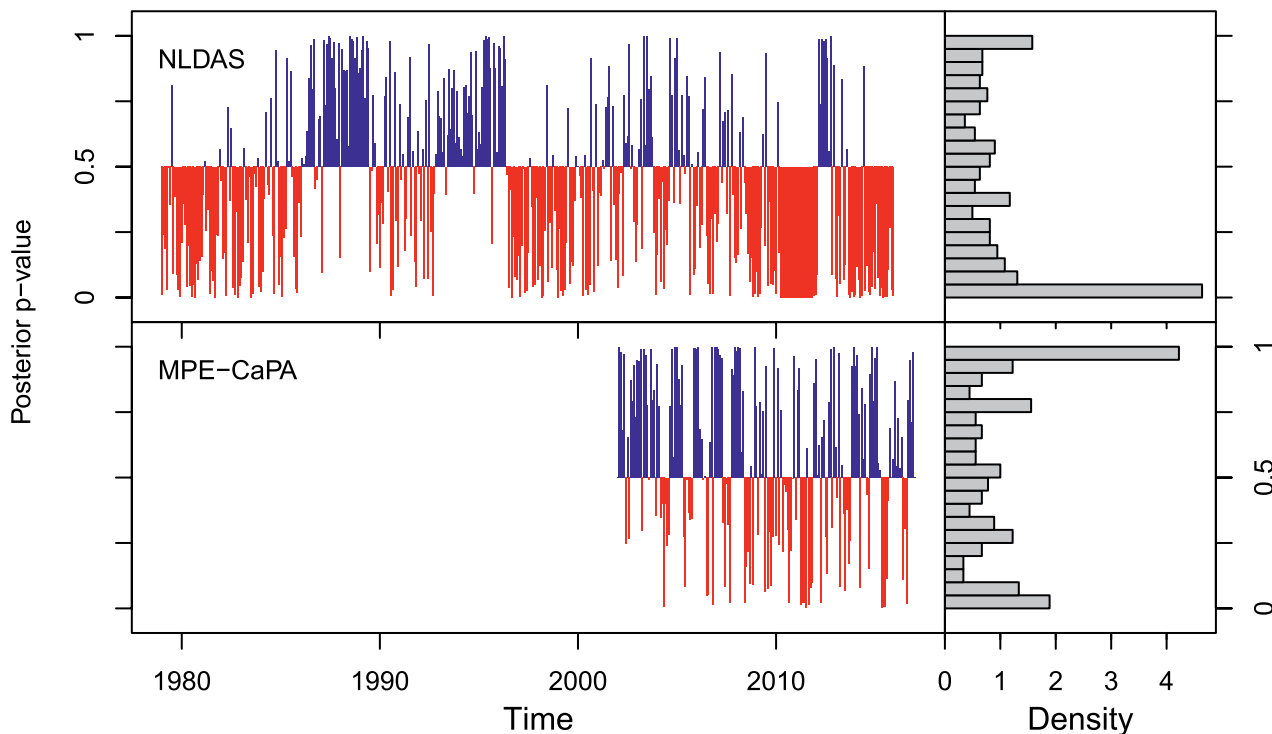 Posterior p−value
NLDAS
1
0.5
0
MPE−CaPA
1
0.5
0
1980 1990 2000 2010
0 1 2 3 4
Time
Density